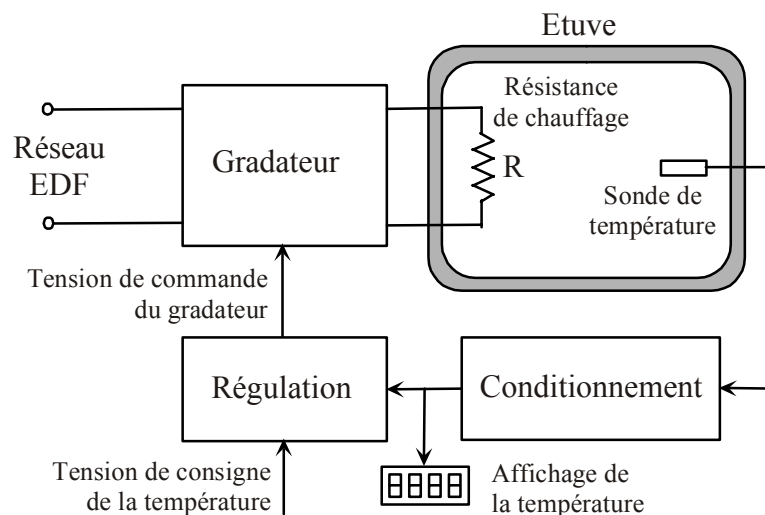 Etuve
Résistance
de chauffage
Réseau
EDF
Gradateur
R
Sonde de
température
Tension de commande
du gradateur
Régulation
Conditionnement
Tension de consigne
de la température
8888
Affichage de
la température